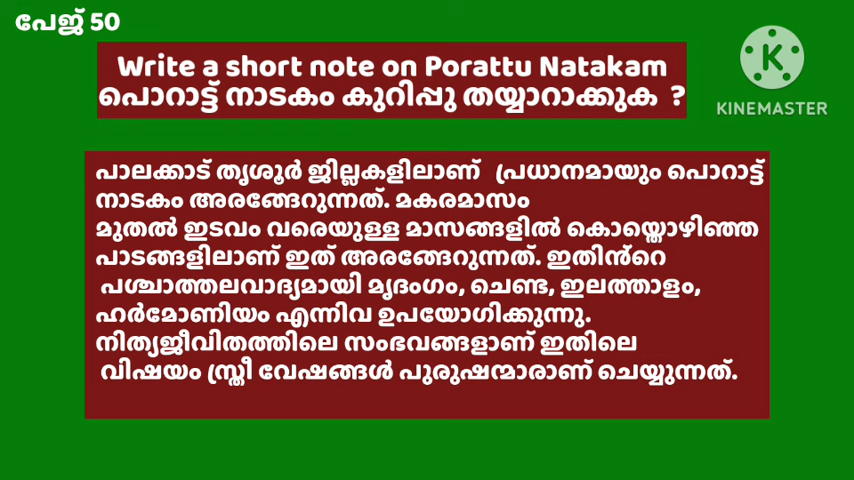 പേജ് 50
Write a short note on Porattu Natakam
പൊറാട്ട് നാടകം കുറിപ്പു തയ്യാറാക്കുക ?
KINEMASTER
പാലക്കാട് തൃശൂർ ജില്ലകളിലാണ് പ്രധാനമായും പൊറാട്ട്
നാടകം അരങ്ങേറുന്നത്. മകരമാസം
മുതൽ ഇടവം വരെയുള്ള മാസങ്ങളിൽ കൊയ്തൊഴിഞ്ഞ
പാടങ്ങളിലാണ് ഇത് അരങ്ങേറുന്നത്. ഇതിൻറെ
പശ്ചാത്തലവാദ്യമായി മൃദംഗം, ചെണ്ട, ഇലത്താളം,
ഹർമോണിയം എന്നിവ ഉപയോഗിക്കുന്നു.
നിത്യജീവിതത്തിലെ സംഭവങ്ങളാണ് ഇതിലെ
വിഷയം സ്ത്രീ വേഷങ്ങൾ പുരുഷന്മാരാണ് ചെയ്യുന്നത്.